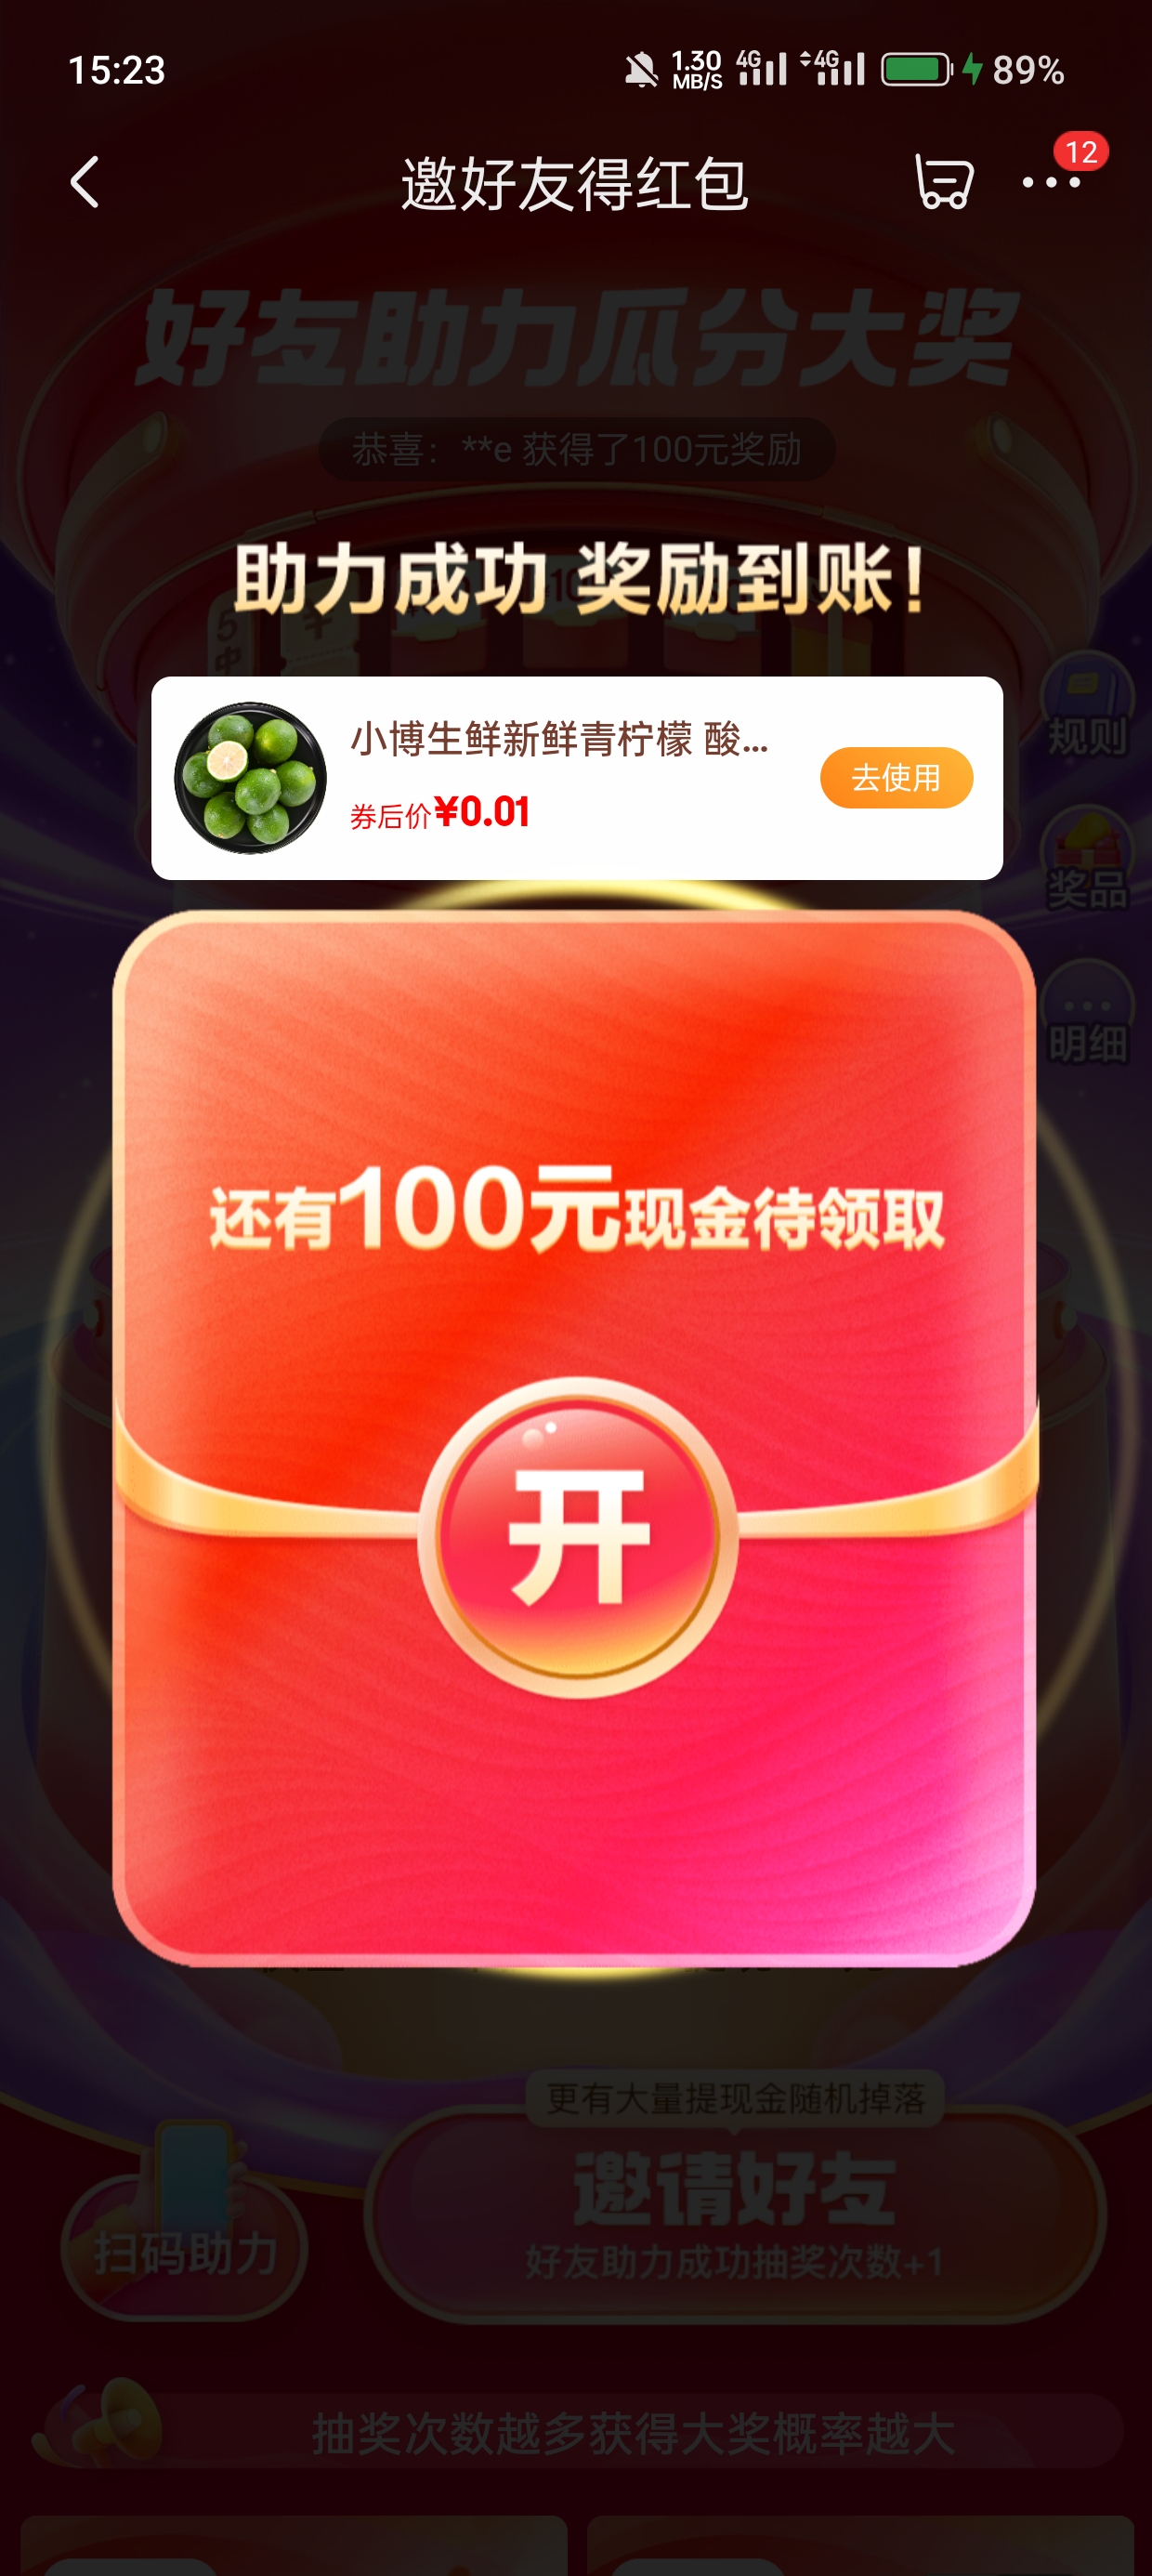 15:23
1.30
MB/S
4G
4G
89%
邀好友得红包
12
好友助力瓜分大奖
恭喜：**e 获得了100元奖励
助力成功 奖励到账！
规则
小博生鲜新鲜青柠檬 酸...
券后价¥0.01
去使用
奖品
明细
还有100元现金待领取
开
更有大量提现金随机掉落
邀请好友
好友助力成功抽奖次数+1
扫码助力
抽奖次数越多获得大奖概率越大